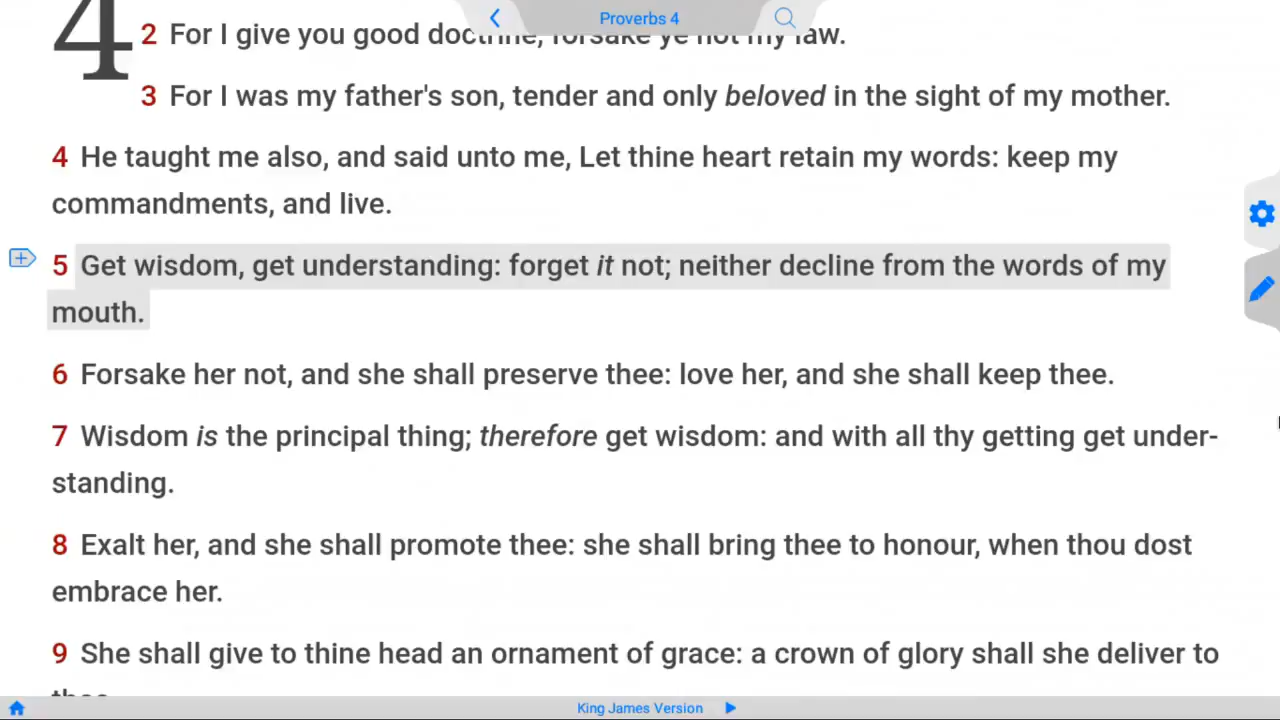 Proverbs 4
4
2 For I give you good doctrine, forsake ye not my law.
3 For I was my father's son, tender and only beloved in the sight of my mother.
4 He taught me also, and said unto me, Let thine heart retain my words: keep my
commandments, and live.
5 Get wisdom, get understanding: forget it not; neither decline from the words of my
mouth.
6 Forsake her not, and she shall preserve thee: love her, and she shall keep thee.
7 Wisdom is the principal thing; therefore get wisdom: and with all thy getting get under-
standing.
8 Exalt her, and she shall promote thee: she shall bring thee to honour, when thou dost
embrace her.
9 She shall give to thine head an ornament of grace: a crown of glory shall she deliver to
thee.
King James Version